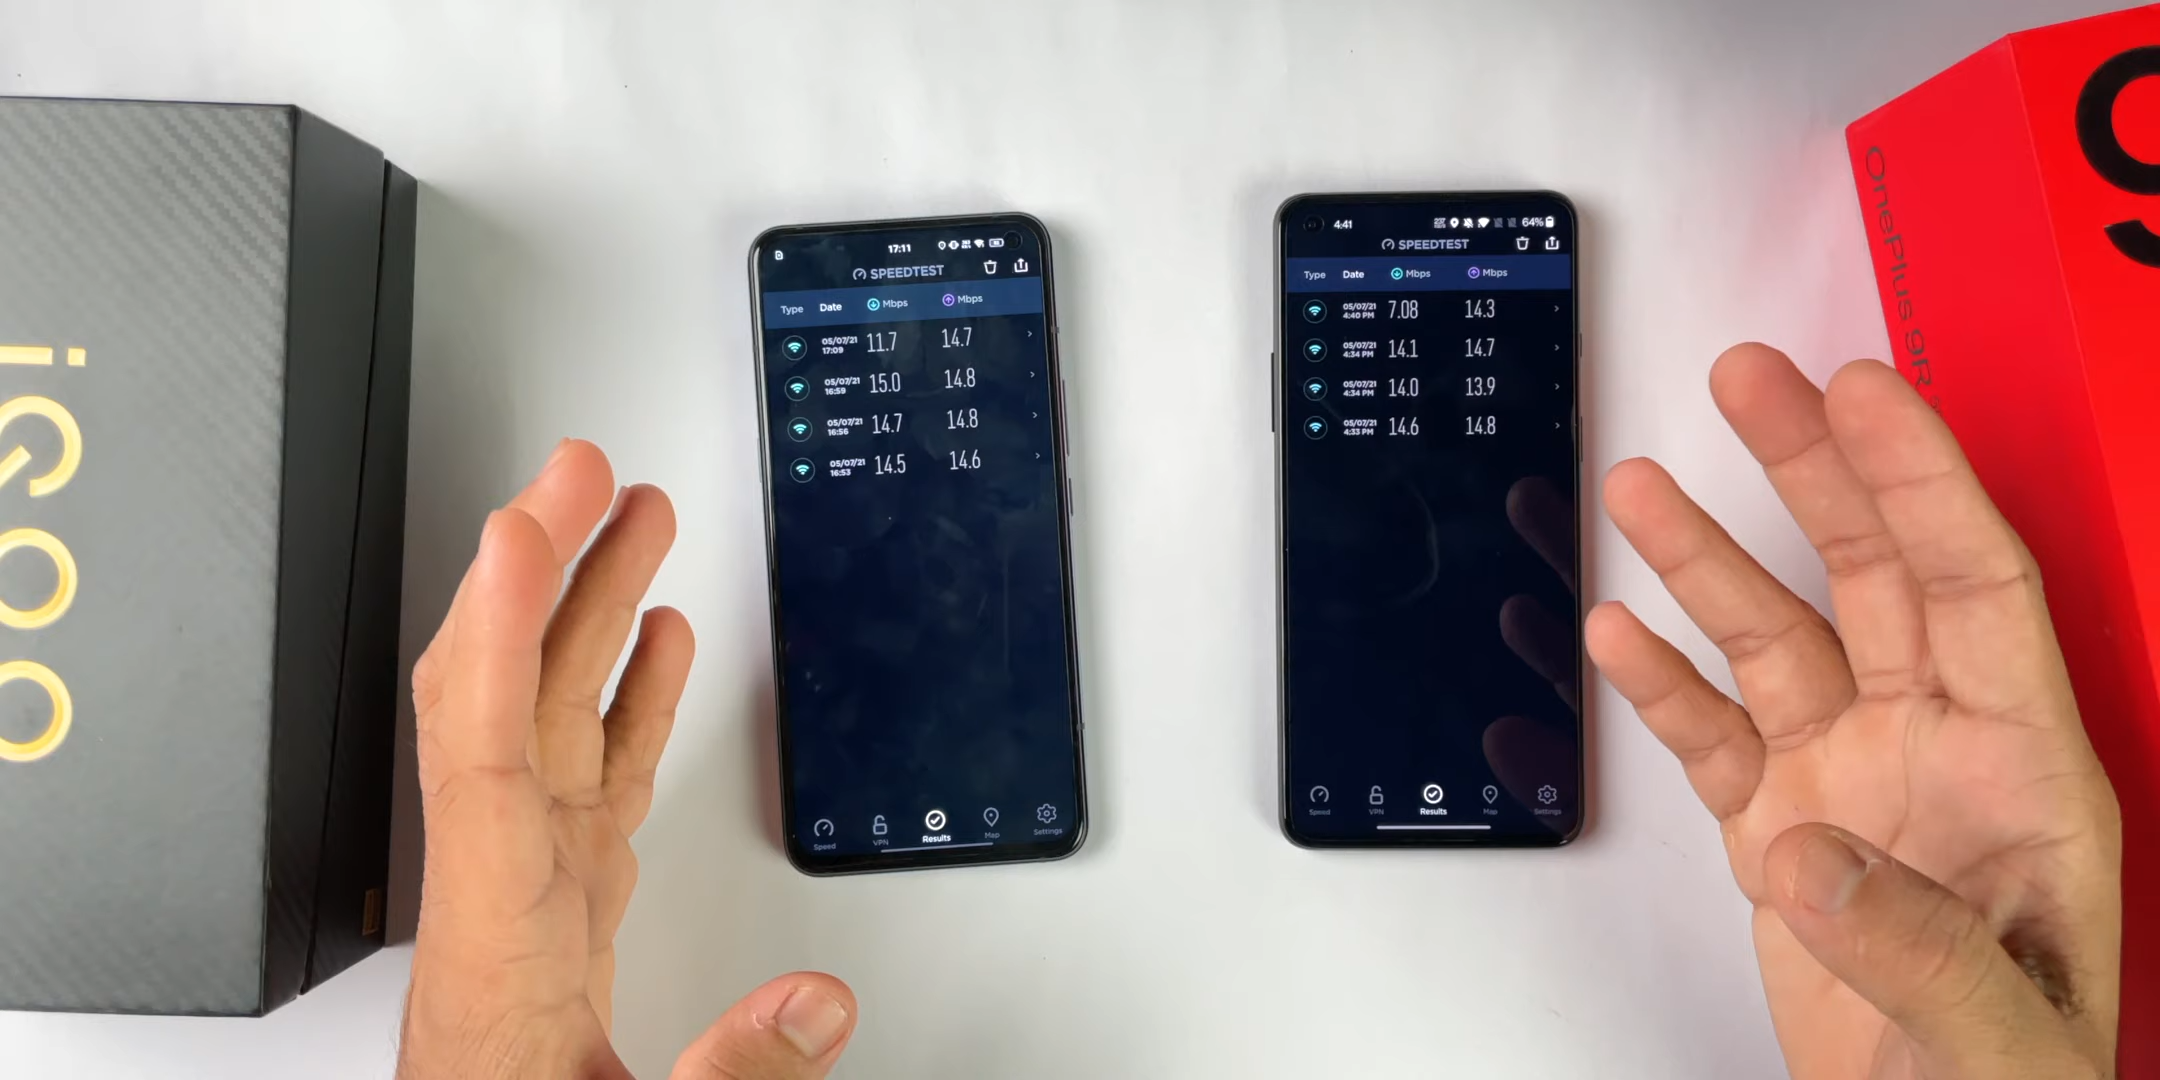 iQOO
17:11
SPEEDTEST
Type Date Mbps Mbps
05/07/21 17:09 11.7 14.7
05/07/21 16:59 15.0 14.8
05/07/21 16:56 14.7 14.8
05/07/21 16:53 14.5 14.6
Speed VPN Results Map Settings
4:41 64%
SPEEDTEST
Type Date Mbps Mbps
05/07/21 4:40 PM 7.08 14.3
05/07/21 4:34 PM 14.1 14.7
05/07/21 4:34 PM 14.0 13.9
05/07/21 4:33 PM 14.6 14.8
Speed VPN Results Map Settings
9
OnePlus 9R